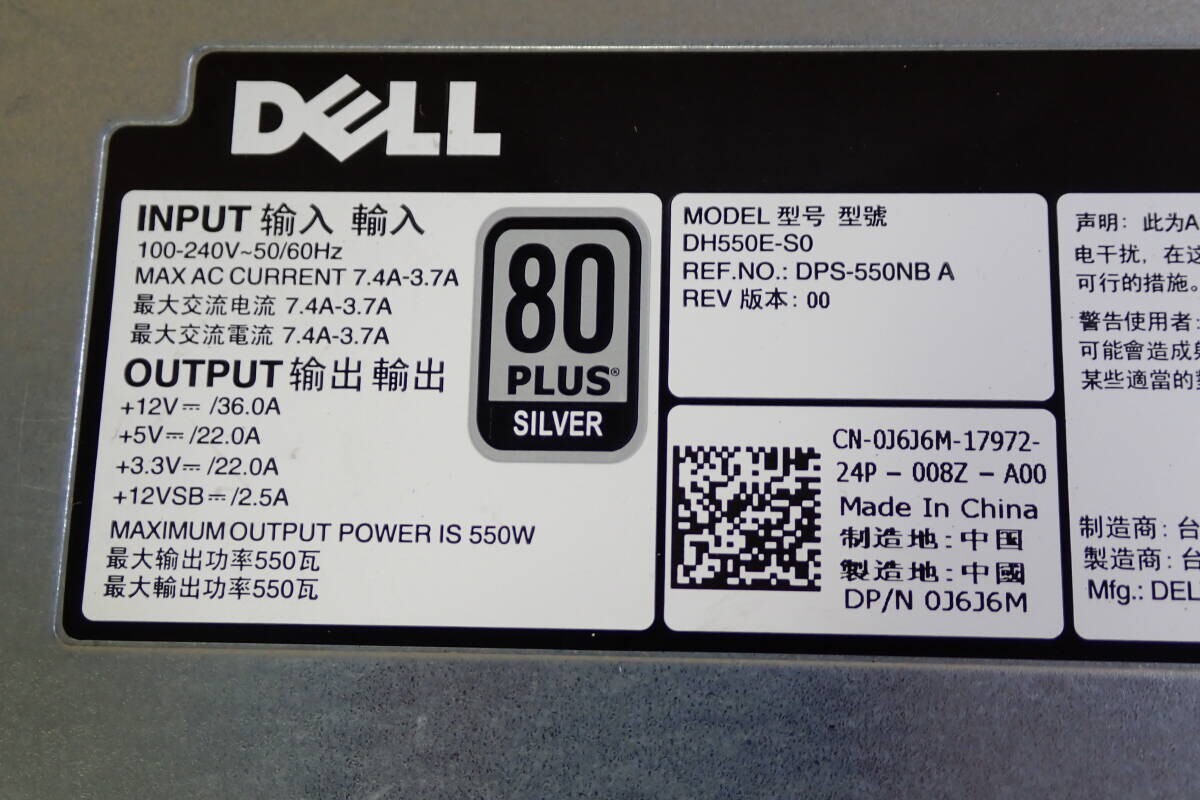 DELL
INPUT 输入 輸入
100-240V~50/60Hz
MAX AC CURRENT 7.4A-3.7A
最大交流电流 7.4A-3.7A
最大交流電流 7.4A-3.7A
OUTPUT 输出 輸出
+12V⎓ /36.0A
+5V⎓ /22.0A
+3.3V⎓ /22.0A
+12VSB⎓ /2.5A
MAXIMUM OUTPUT POWER IS 550W
最大输出功率550瓦
最大輸出功率550瓦
80
PLUS®
SILVER
MODEL 型号 型號
DH550E-S0
REF.NO.: DPS-550NB A
REV 版本: 00
CN-0J6J6M-17972-
24P - 008Z - A00
Made In China
制造地:中国
製造地:中國
DP/N 0J6J6M
声明: 此为A
电干扰, 在这
可行的措施。
警告使用者:
可能會造成
某些適當的
制造商: 台
製造商: 台
Mfg.: DEL